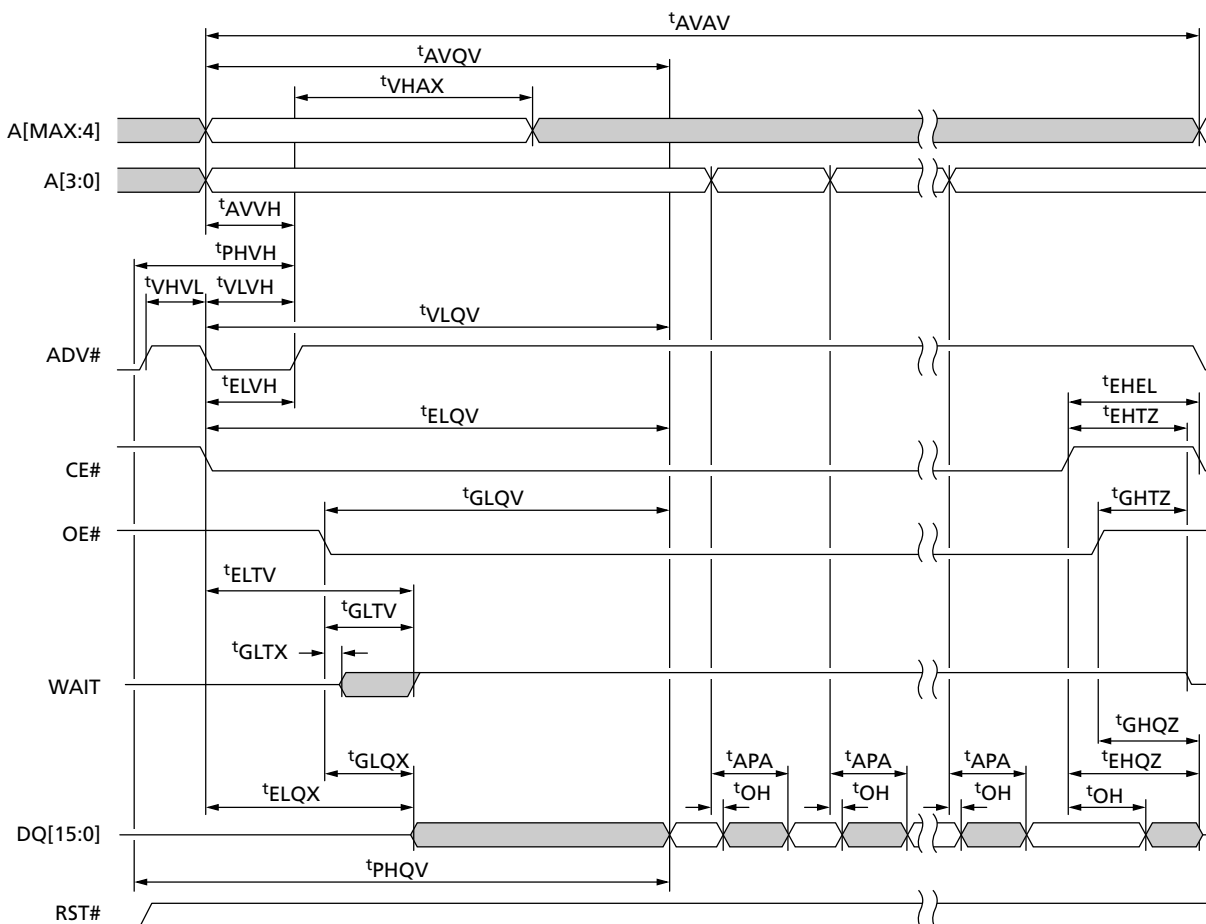 tAVAV
tAVQV
tVHAX
A[MAX:4]
A[3:0]
tAVVH
tPHVH
tVHVL tVLVH
tVLQV
ADV#
tELVH
tEHEL
tELQV
tEHTZ
CE#
tGLQV
tGHTZ
OE#
tELTV
tGLTV
tGLTX
WAIT
tGHQZ
tGLQX tAPA tAPA tAPA tEHQZ
tELQX tOH tOH tOH tOH
DQ[15:0]
tPHQV
RST#